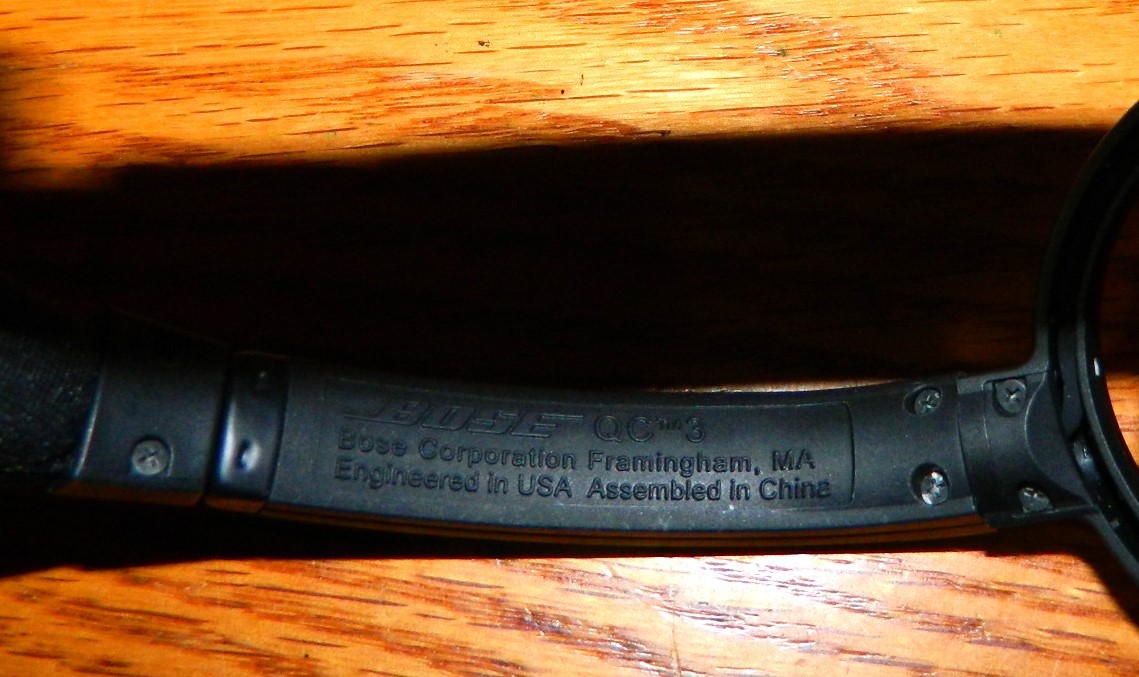 BOSE QC™3
Bose Corporation Framingham, MA
Engineered in USA Assembled in China